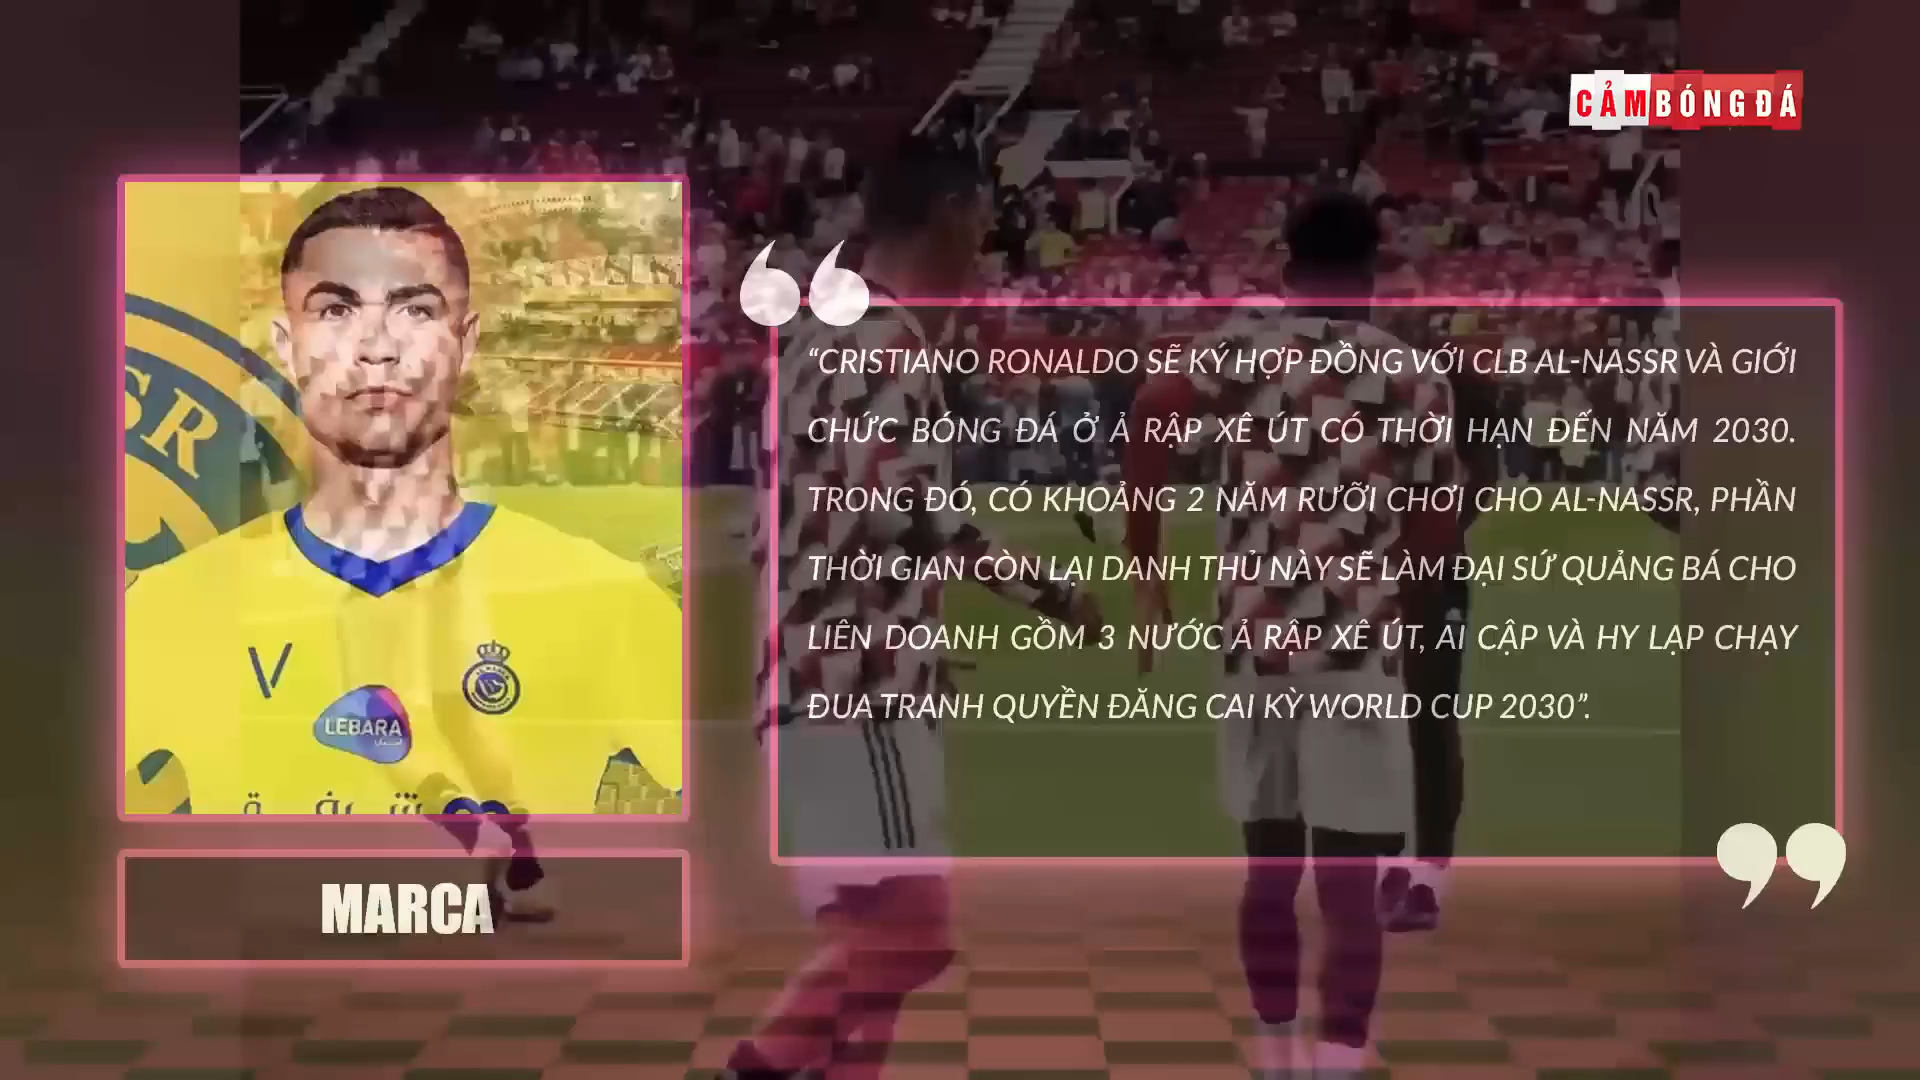 CẢMBÓNGĐÁ
SR
LEBARA
“CRISTIANO RONALDO SẼ KÝ HỢP ĐỒNG VỚI CLB AL-NASSR VÀ GIỚI
CHỨC BÓNG ĐÁ Ở Ả RẬP XÊ ÚT CÓ THỜI HẠN ĐẾN NĂM 2030.
TRONG ĐÓ, CÓ KHOẢNG 2 NĂM RƯỠI CHƠI CHO AL-NASSR, PHẦN
THỜI GIAN CÒN LẠI DANH THỦ NÀY SẼ LÀM ĐẠI SỨ QUẢNG BÁ CHO
LIÊN DOANH GỒM 3 NƯỚC Ả RẬP XÊ ÚT, AI CẬP VÀ HY LẠP CHẠY
ĐUA TRANH QUYỀN ĐĂNG CAI KỲ WORLD CUP 2030”.
MARCA